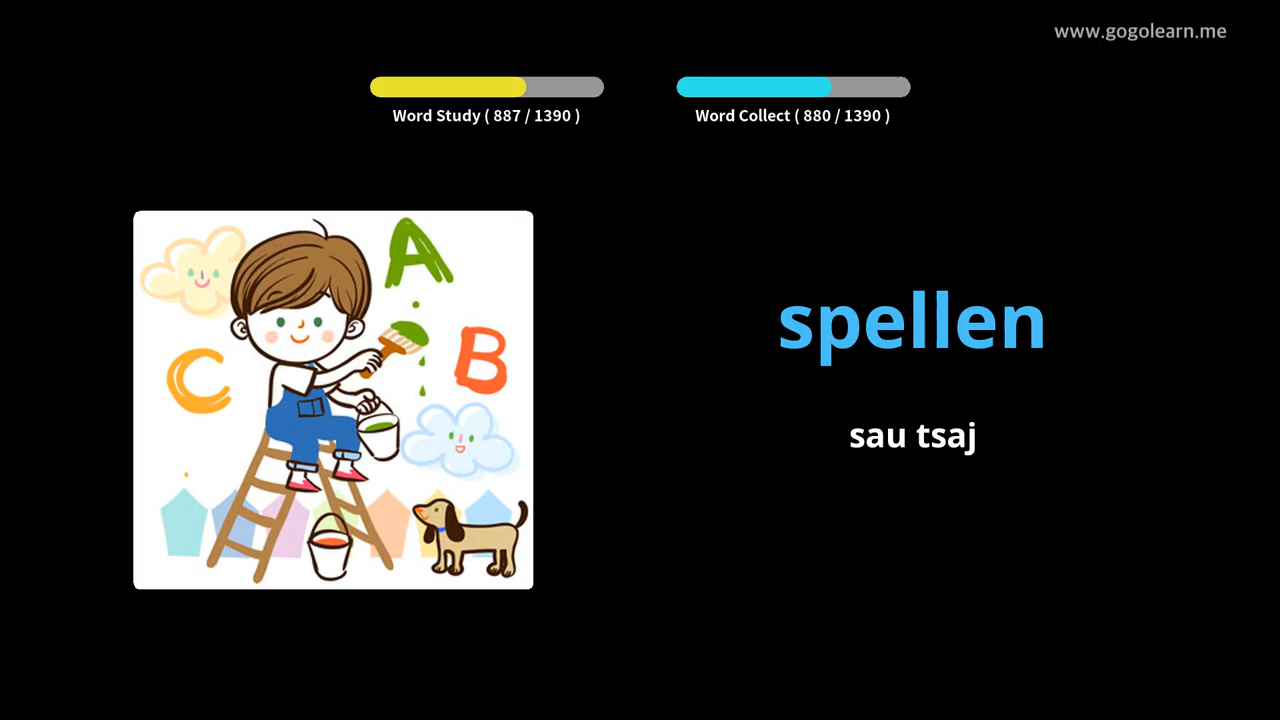 www.gogolearn.me
Word Study ( 887 / 1390 )
Word Collect ( 880 / 1390 )
A
B
C
spellen
sau tsaj